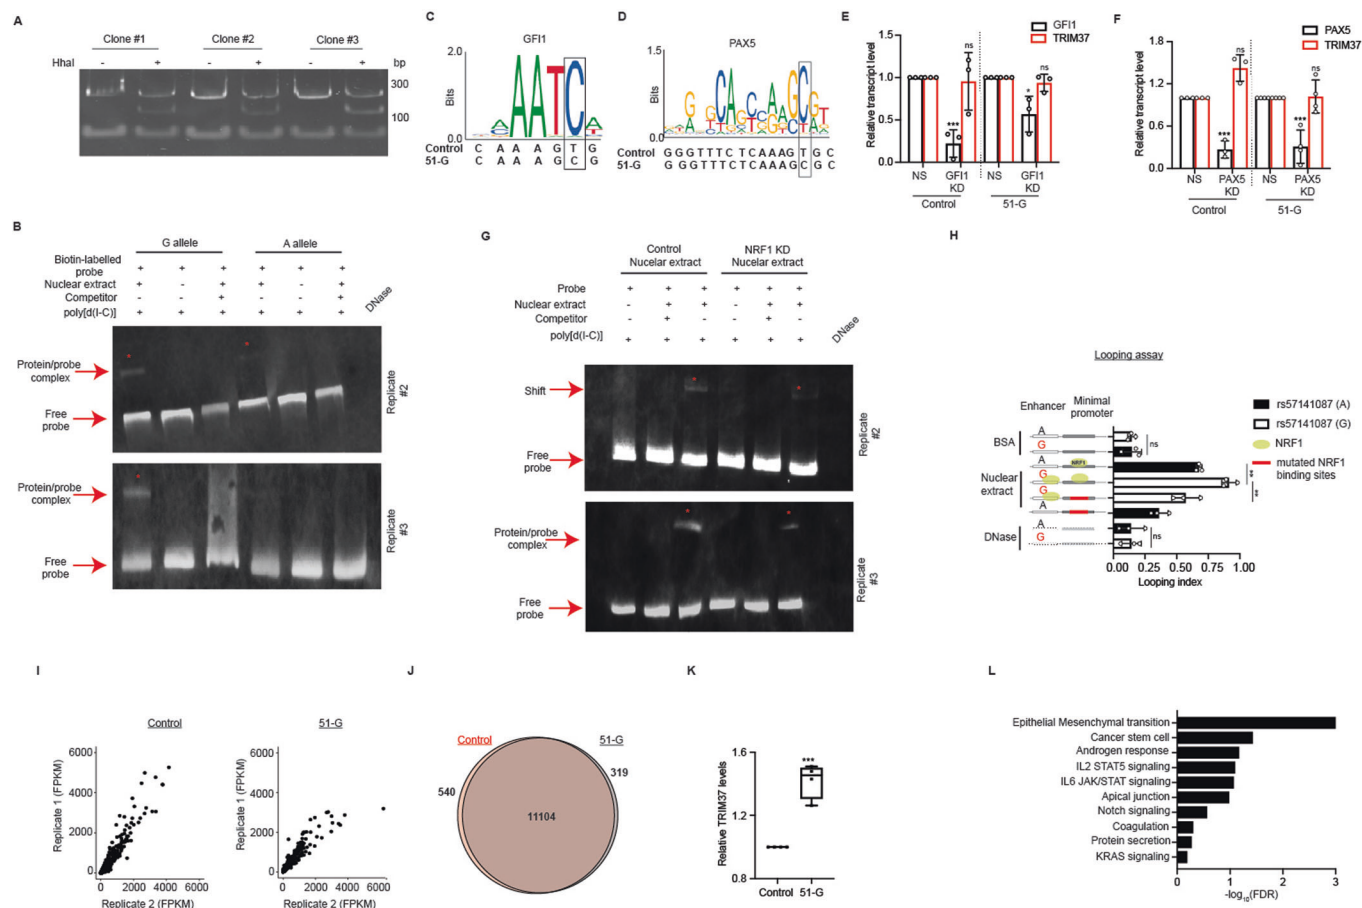 A
Clone #1 Clone #2 Clone #3
HhaI - + - + - + bp
300
100
C
GFI1
2.0
Bits
1.0
0.0
AATC
Control C A A A G T G
51-G C A A A G C G
D
PAX5
1.5
Bits
0.0
Control G G G T T T C T C A A A G T G C
51-G G G G T T T C T C A A A G C G C
E
GFI1
TRIM37
Relative transcript level
1.5
1.0
0.5
0.0
ns
***
ns
*
NS GFI1 KD NS GFI1 KD
Control 51-G
F
PAX5
TRIM37
Relative transcript level
1.8
1.2
0.6
0.0
ns
***
ns
***
NS PAX5 KD NS PAX5 KD
Control 51-G
B
G allele A allele
Biotin-labelled probe + + + + + +
Nuclear extract + - + + - +
Competitor - - + - - +
poly[d(I-C)] + + + + + +
DNase
Protein/probe complex
Free probe
Replicate #2
Protein/probe complex
Free probe
Replicate #3
G
Control Nucelar extract NRF1 KD Nucelar extract
Probe + + + + + +
Nuclear extract - + + - + +
Competitor - + - - + -
poly[d(I-C)] + + + + + +
DNase
Shift
Free probe
Replicate #2
Protein/probe complex
Free probe
Replicate #3
H
Looping assay
Enhancer Minimal promoter
BSA
A
G
ns
Nuclear extract
A
NRF1
G
G
A
**
**
DNase
A
G
ns
0.00 0.25 0.50 0.75 1.00
Looping index
rs57141087 (A)
rs57141087 (G)
NRF1
mutated NRF1 binding sites
I
Control
Replicate 1 (FPKM)
6000
4000
2000
0
0 2000 4000 6000
Replicate 2 (FPKM)
51-G
Replicate 1 (FPKM)
6000
4000
2000
0
0 2000 4000 6000
Replicate 2 (FPKM)
J
Control 51-G
540 11104 319
K
Relative TRIM37 levels
1.6
1.2
0.8
***
Control 51-G
L
Epithelial Mesenchymal transition
Cancer stem cell
Androgen response
IL2 STAT5 signaling
IL6 JAK/STAT signaling
Apical junction
Notch signaling
Coagulation
Protein secretion
KRAS signaling
0 1 2 3
-log10(FDR)